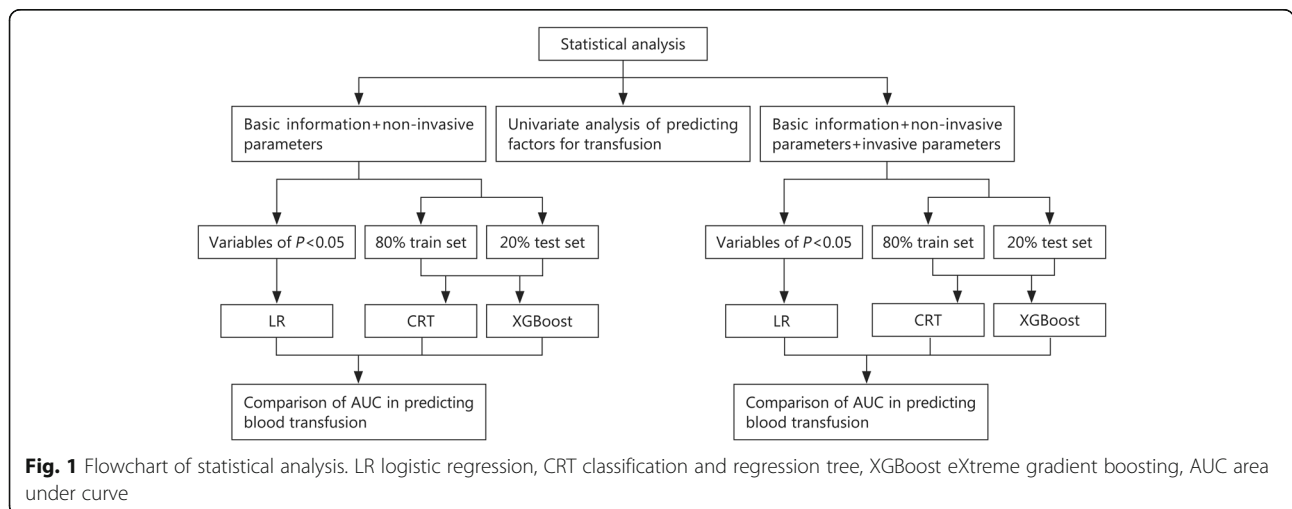 Statistical analysis
Basic information+non-invasive
parameters
Univariate analysis of predicting
factors for transfusion
Basic information+non-invasive
parameters+invasive parameters
Variables of P<0.05
80% train set
20% test set
Variables of P<0.05
80% train set
20% test set
LR
CRT
XGBoost
LR
CRT
XGBoost
Comparison of AUC in predicting
blood transfusion
Comparison of AUC in predicting
blood transfusion
Fig. 1 Flowchart of statistical analysis. LR logistic regression, CRT classification and regression tree, XGBoost eXtreme gradient boosting, AUC area
under curve